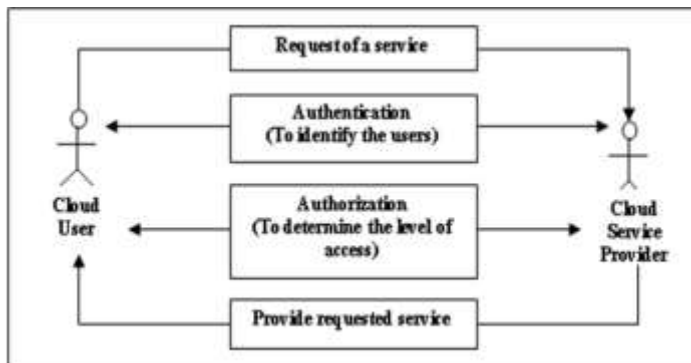 Request of a service
Authentication
(To identify the users)
Cloud
User
Authorization
(To determine the level of
access)
Cloud
Service
Provider
Provide requested service